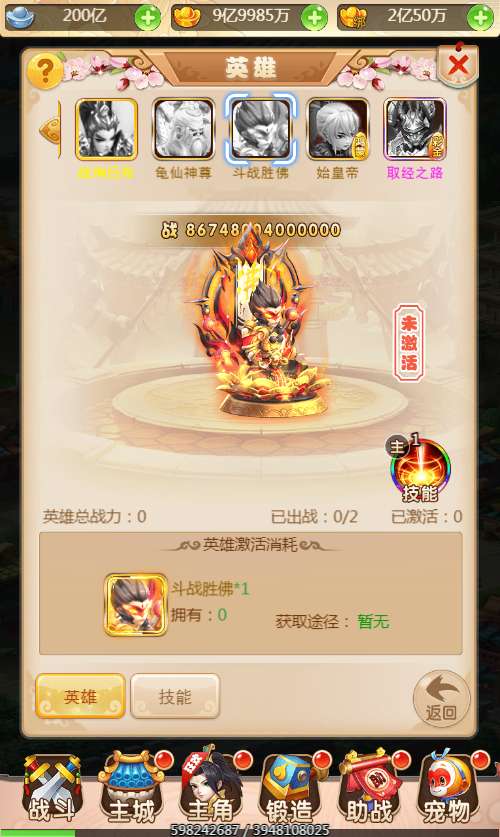 200亿
9亿9985万
2亿50万
英雄
龟仙神尊
斗战胜佛
始皇帝
取经之路
未激活
主
1
技能
英雄总战力：0
已出战：0/2
已激活：0
英雄激活消耗
斗战胜佛*1
拥有：0
获取途径：
暂无
英雄
技能
返回
战斗
主城
主角
锻造
助战
宠物
598242687 / 3948108025